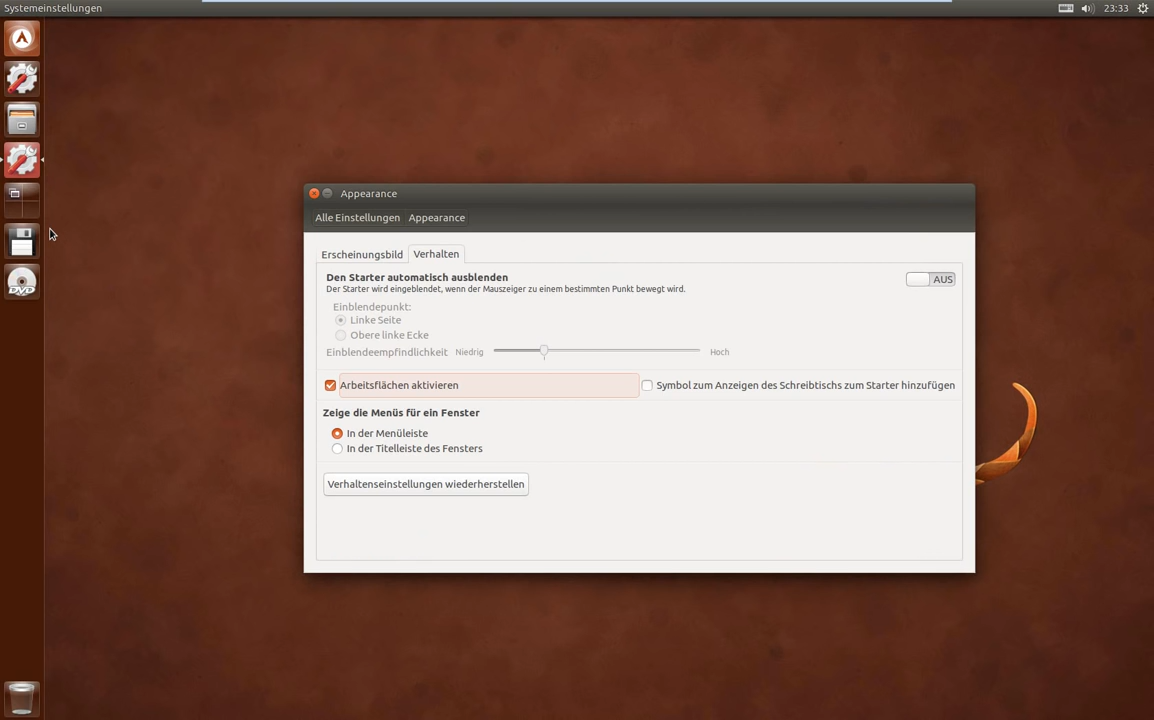 Systemeinstellungen
23:33
Appearance
Alle Einstellungen Appearance
Erscheinungsbild Verhalten
Den Starter automatisch ausblenden
AUS
Der Starter wird eingeblendet, wenn der Mauszeiger zu einem bestimmten Punkt bewegt wird.
Einblendepunkt:
Linke Seite
Obere linke Ecke
Einblendeempfindlichkeit Niedrig Hoch
Arbeitsflächen aktivieren Symbol zum Anzeigen des Schreibtischs zum Starter hinzufügen
Zeige die Menüs für ein Fenster
In der Menüleiste
In der Titelleiste des Fensters
Verhaltenseinstellungen wiederherstellen
DVD